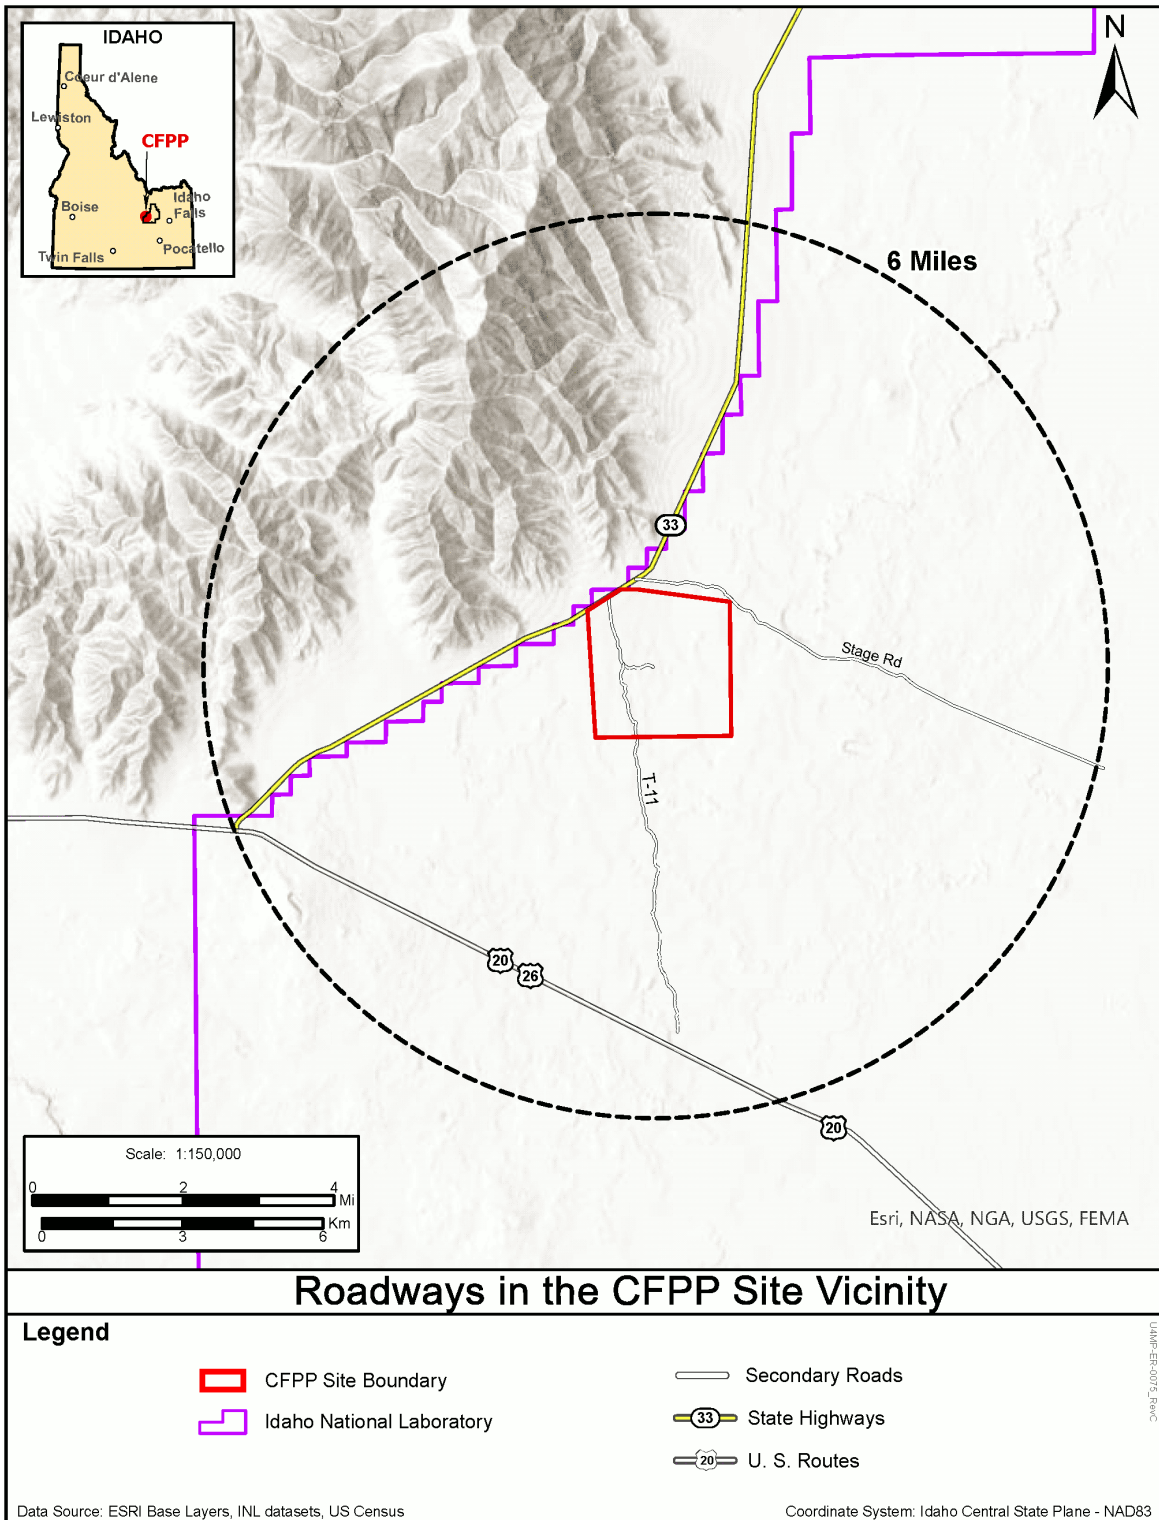 IDAHO
Coeur d'Alene
Lewiston
CFPP
Boise
Idaho
Falls
Twin Falls
Pocatello
N
6 Miles
33
Stage Rd
T-11
20
26
20
Scale: 1:150,000
0 2 4
Mi
Km
0 3 6
Esri, NASA, NGA, USGS, FEMA
Roadways in the CFPP Site Vicinity
Legend
CFPP Site Boundary
Idaho National Laboratory
Secondary Roads
33 State Highways
20 U. S. Routes
U4MP-ER-0075_RevC
Data Source: ESRI Base Layers, INL datasets, US Census
Coordinate System: Idaho Central State Plane - NAD83